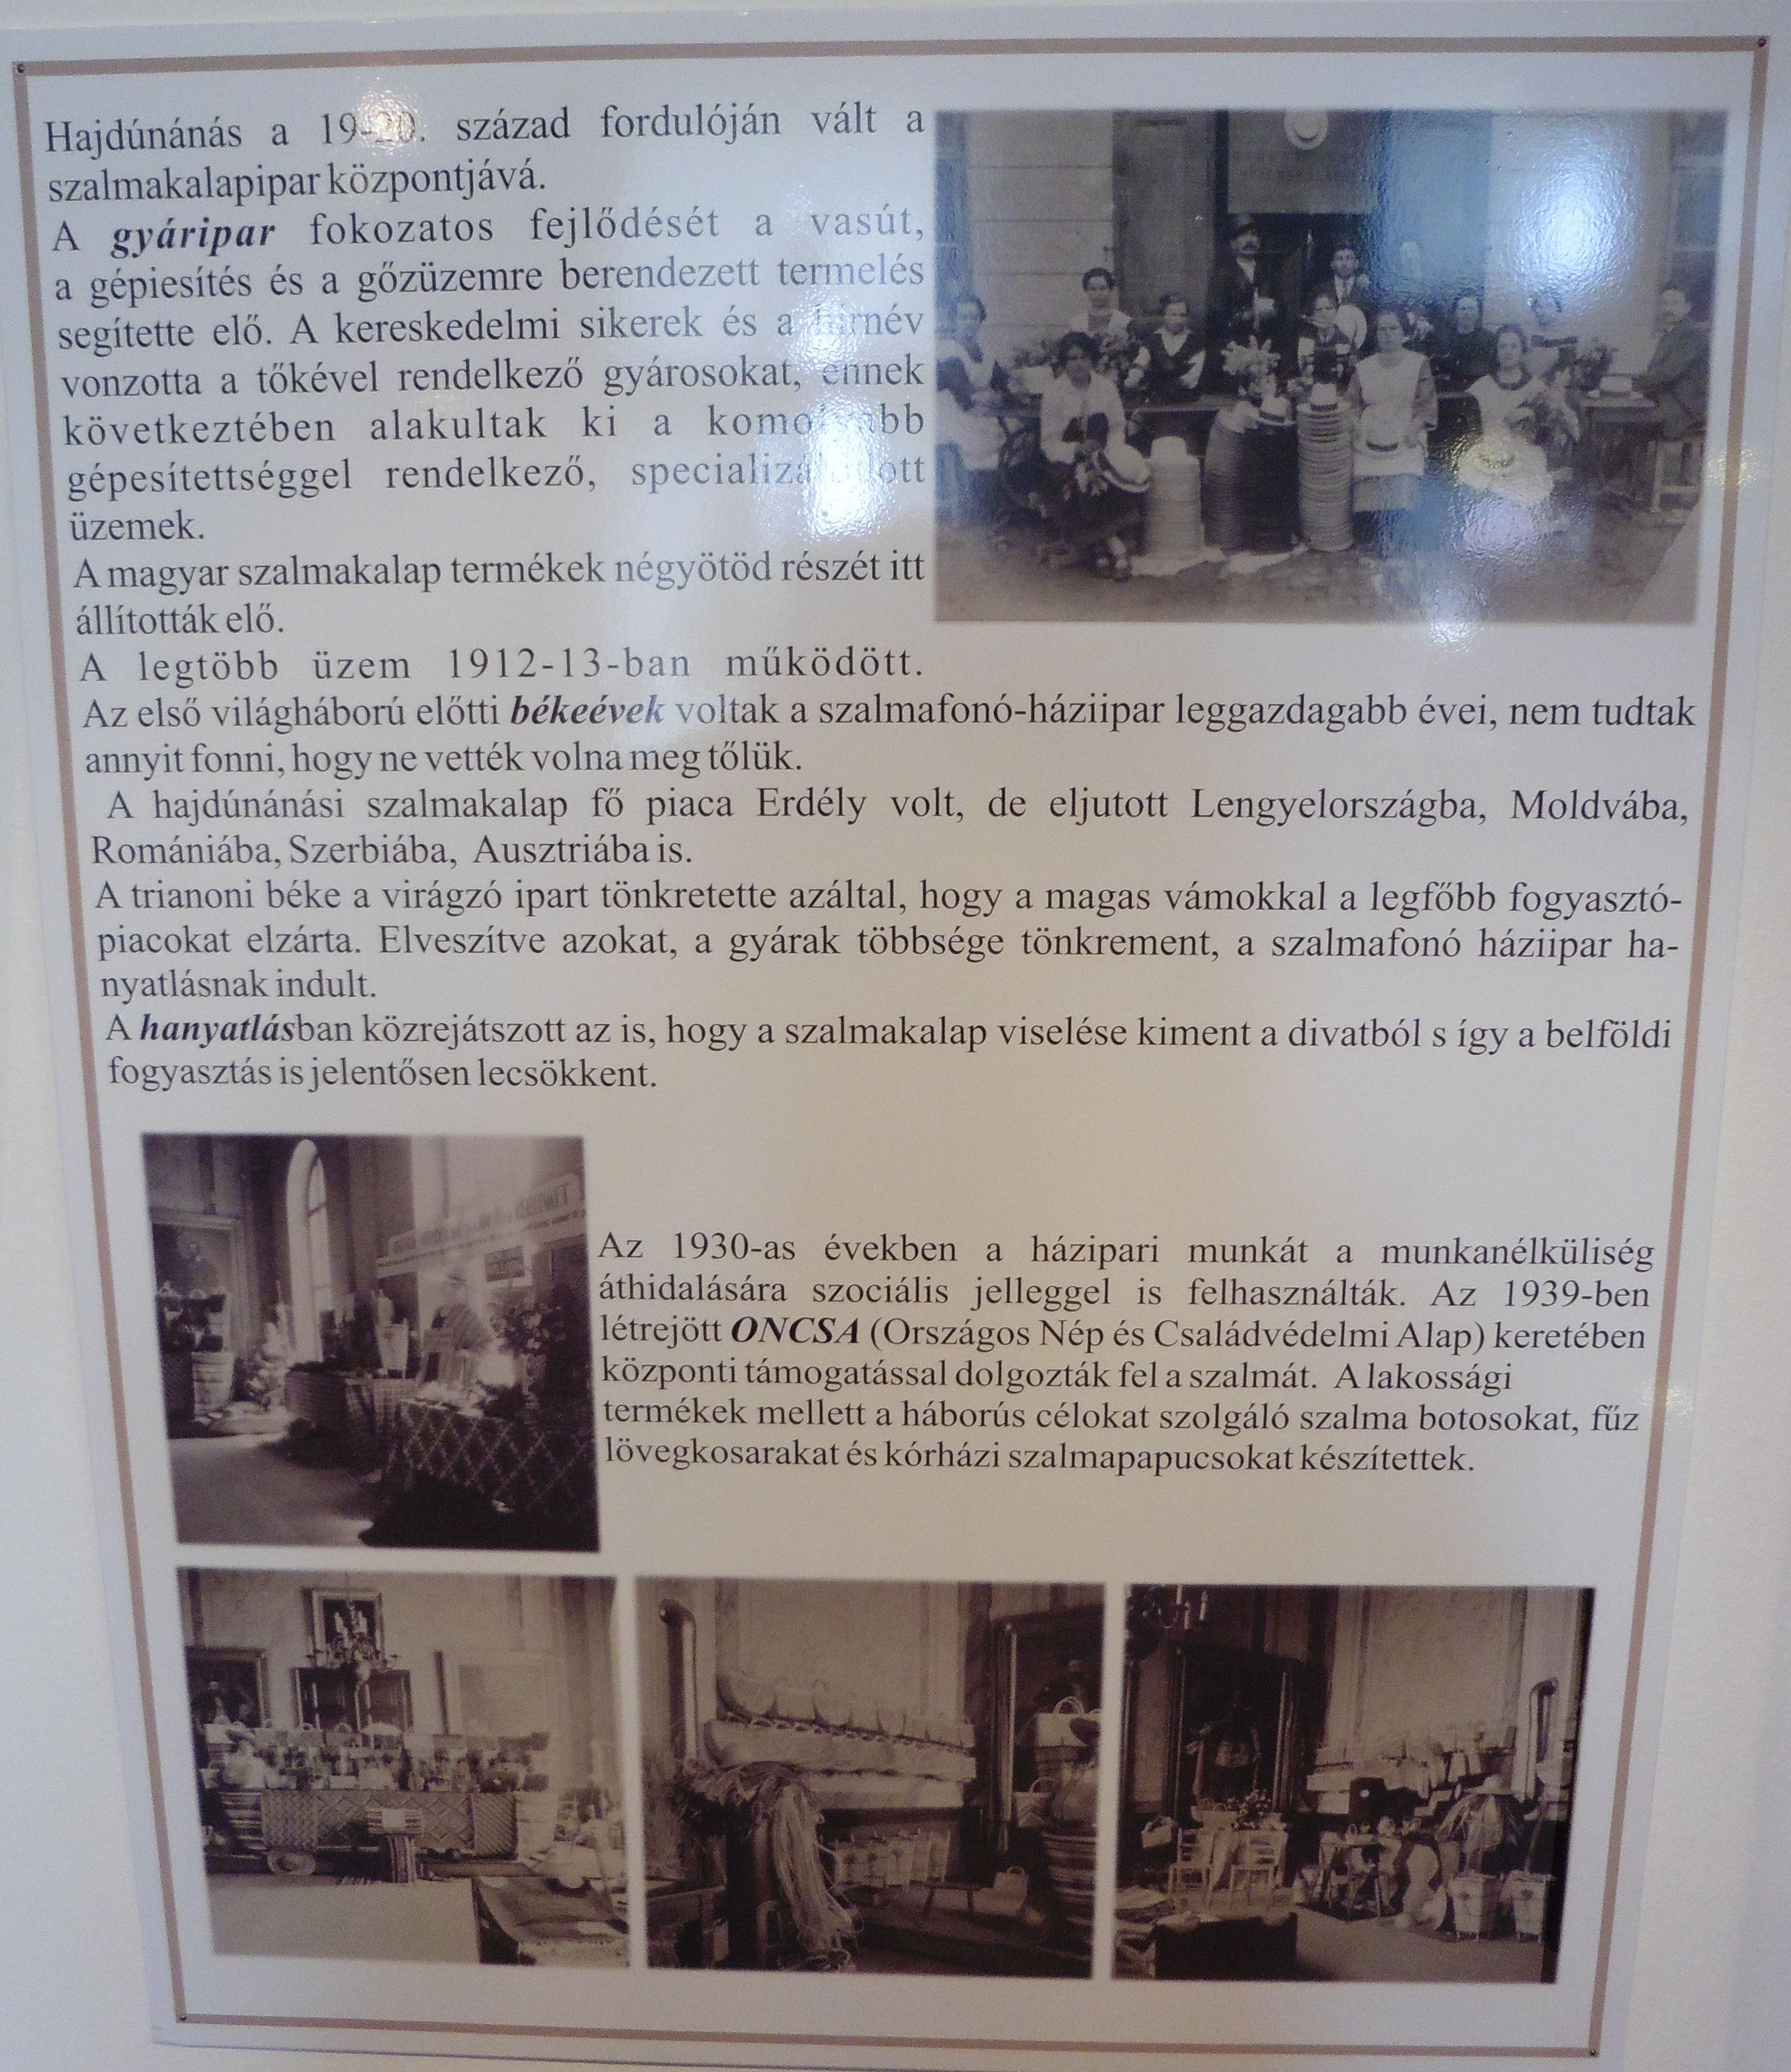 Hajdúnánás a 19-20. század fordulóján vált a
szalmakalapipar központjává.
A gyáripar fokozatos fejlődését a vasút,
a gépiesítés és a gőzüzemre berendezett termelés
segítette elő. A kereskedelmi sikerek és a hírnév
vonzotta a tőkével rendelkező gyárosokat, ennek
következtében alakultak ki a komolyabb
gépesítettséggel rendelkező,
üzemek.
A magyar szalmakalap termékek négyötöd részét itt
állították elő.
A legtöbb üzem 1912-13-ban működött.
Az első világháború előtti békeévek voltak a szalmafonó-háziipar leggazdagabb évei, nem tudtak
annyit fonni, hogy ne vették volna meg tőlük.
A hajdúnánási szalmakalap fő piaca Erdély volt, de eljutott Lengyelországba, Moldvába,
Romániába, Szerbiába, Ausztriába is.
A trianoni béke a virágzó ipart tönkretette azáltal, hogy a magas vámokkal a legfőbb fogyasztó-
piacokat elzárta. Elveszítve azokat, a gyárak többsége tönkrement, a szalmafonó háziipar ha-
nyatlásnak indult.
A hanyatlásban közrejátszott az is, hogy a szalmakalap viselése kiment a divatból s így a belföldi
fogyasztás is jelentősen lecsökkent.
Az 1930-as években a házipari munkát a munkanélküliség
áthidalására szociális jelleggel is felhasználták. Az 1939-ben
létrejött ONCSA (Országos Nép és Családvédelmi Alap) keretében
központi támogatással dolgozták fel a szalmát. A lakossági
termékek mellett a háborús célokat szolgáló szalma botosokat, fűz
lövegkosarakat és kórházi szalmapapucsokat készítettek.